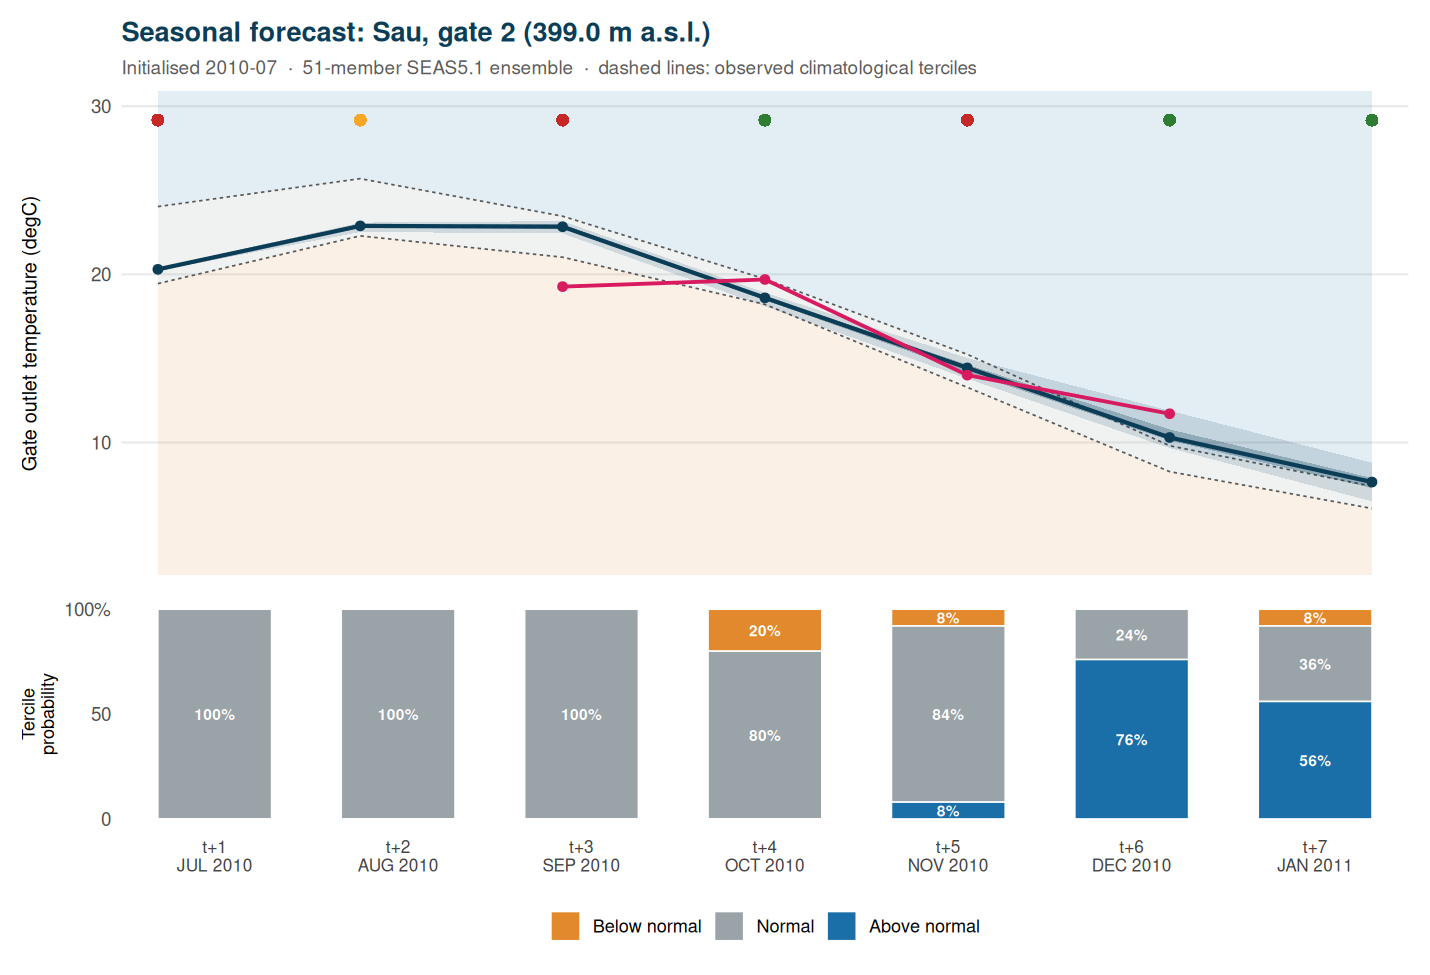 Seasonal forecast: Sau, gate 2 (399.0 m a.s.l.)
Initialised 2010-07 · 51-member SEAS5.1 ensemble · dashed lines: observed climatological terciles
Gate outlet temperature (degC)
30
20
10
Tercile
probability
100%
50
0
100%
100%
100%
20%
80%
8%
84%
8%
24%
76%
8%
36%
56%
t+1
JUL 2010
t+2
AUG 2010
t+3
SEP 2010
t+4
OCT 2010
t+5
NOV 2010
t+6
DEC 2010
t+7
JAN 2011
Below normal
Normal
Above normal